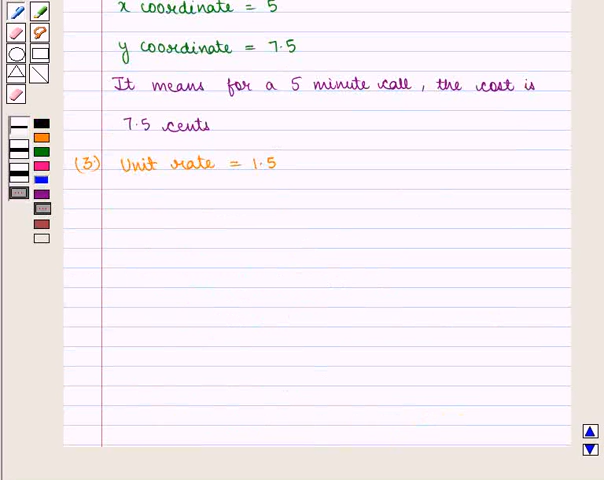 x coordinate = 5
y coordinate = 7.5
It means for a 5 minute call, the cost is
7.5 cents
(3) Unit rate = 1.5